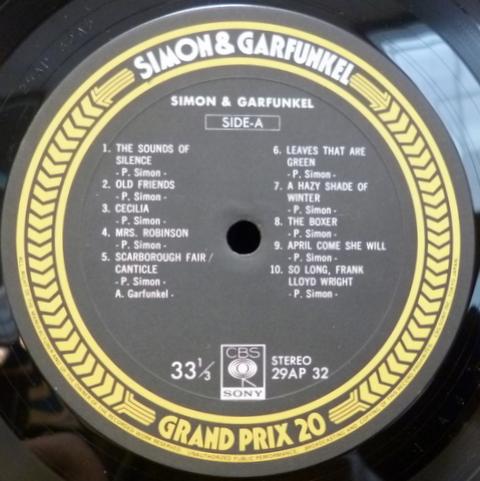 SIMON & GARFUNKEL
SIMON & GARFUNKEL
SIDE-A
1. THE SOUNDS OF
SILENCE
- P. Simon -
2. OLD FRIENDS
- P. Simon -
3. CECILIA
- P. Simon -
4. MRS. ROBINSON
- P. Simon -
5. SCARBOROUGH FAIR/
CANTICLE
- P. Simon -
A. Garfunkel -
6. LEAVES THAT ARE
GREEN
- P. Simon -
7. A HAZY SHADE OF
WINTER
- P. Simon -
8. THE BOXER
- P. Simon -
9. APRIL COME SHE WILL
- P. Simon -
10. SO LONG, FRANK
LLOYD WRIGHT
- P. Simon -
33 1/3
CBS
SONY
STEREO
29AP 32
GRAND PRIX 20